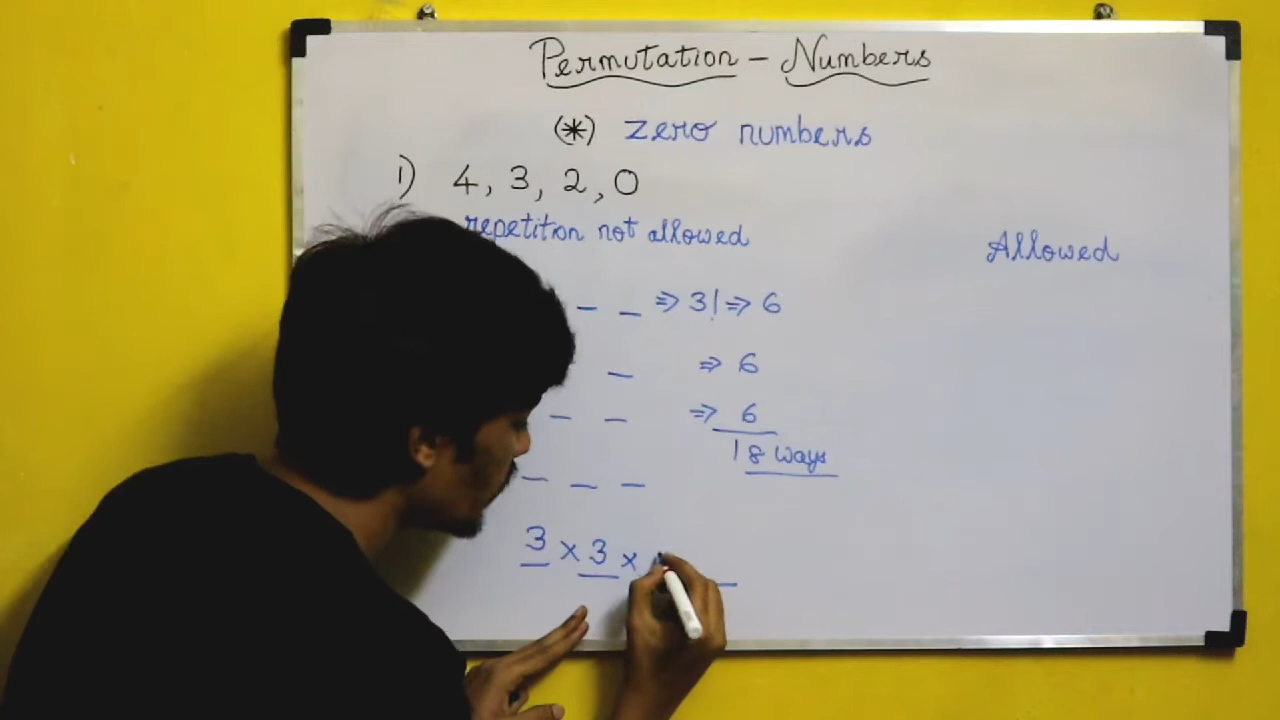 Permutation - Numbers
(*) zero numbers
1) 4, 3, 2, 0
repetition not allowed
Allowed
_ _ ⇒ 3! ⇒ 6
_ ⇒ 6
_ _ ⇒ 6
18 ways
_ _ _
3 × 3 × _